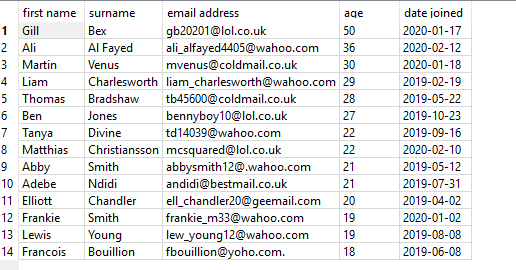 first name surname email address age date joined
1 Gill Bex gb20201@lol.co.uk 50 2020-01-17
2 Ali Al Fayed ali_alfayed4405@wahoo.com 36 2020-02-12
3 Martin Venus mvenus@coldmail.co.uk 30 2020-01-18
4 Liam Charlesworth liam_charlesworth@wahoo.com 29 2019-02-19
5 Thomas Bradshaw tb45600@coldmail.co.uk 28 2019-05-22
6 Ben Jones bennyboy10@lol.co.uk 27 2019-10-23
7 Tanya Divine td14039@wahoo.com 22 2019-09-16
8 Matthias Christiansson mcsquared@lol.co.uk 22 2020-02-10
9 Abby Smith abbysmith12@.wahoo.com 21 2019-05-12
10 Adebe Ndidi andidi@bestmail.co.uk 21 2019-07-31
11 Elliott Chandler ell_chandler20@geemail.com 20 2019-04-02
12 Frankie Smith frankie_m33@wahoo.com 19 2020-01-02
13 Lewis Young lew_young12@wahoo.com 19 2019-08-08
14 Francois Bouillion fbouillion@yoho.com. 18 2019-06-08